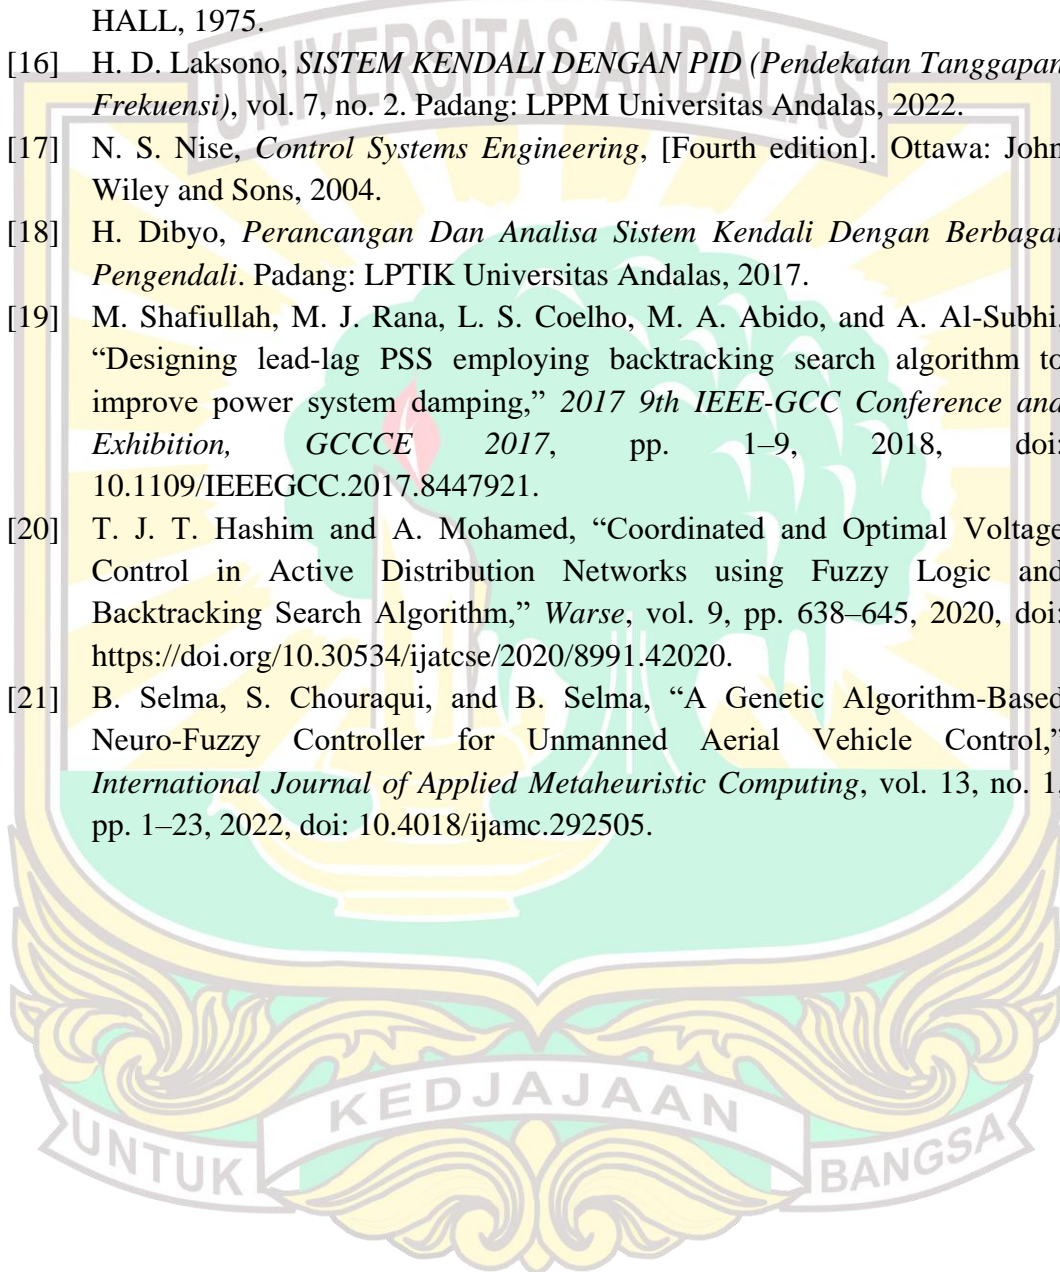 HALL, 1975.
UNIVERSITAS ANDALAS
[16] H. D. Laksono, SISTEM KENDALI DENGAN PID (Pendekatan Tanggapan
Frekuensi), vol. 7, no. 2. Padang: LPPM Universitas Andalas, 2022.
[17] N. S. Nise, Control Systems Engineering, [Fourth edition]. Ottawa: John
Wiley and Sons, 2004.
[18] H. Dibyo, Perancangan Dan Analisa Sistem Kendali Dengan Berbagai
Pengendali. Padang: LPTIK Universitas Andalas, 2017.
[19] M. Shafiullah, M. J. Rana, L. S. Coelho, M. A. Abido, and A. Al-Subhi,
“Designing lead-lag PSS employing backtracking search algorithm to
improve power system damping,” 2017 9th IEEE-GCC Conference and
Exhibition, GCCCE 2017, pp. 1–9, 2018, doi:
10.1109/IEEEGCC.2017.8447921.
[20] T. J. T. Hashim and A. Mohamed, “Coordinated and Optimal Voltage
Control in Active Distribution Networks using Fuzzy Logic and
Backtracking Search Algorithm,” Warse, vol. 9, pp. 638–645, 2020, doi:
https://doi.org/10.30534/ijatcse/2020/8991.42020.
[21] B. Selma, S. Chouraqui, and B. Selma, “A Genetic Algorithm-Based
Neuro-Fuzzy Controller for Unmanned Aerial Vehicle Control,”
International Journal of Applied Metaheuristic Computing, vol. 13, no. 1,
pp. 1–23, 2022, doi: 10.4018/ijamc.292505.
UNTUK KEDJAJAAN BANGSA